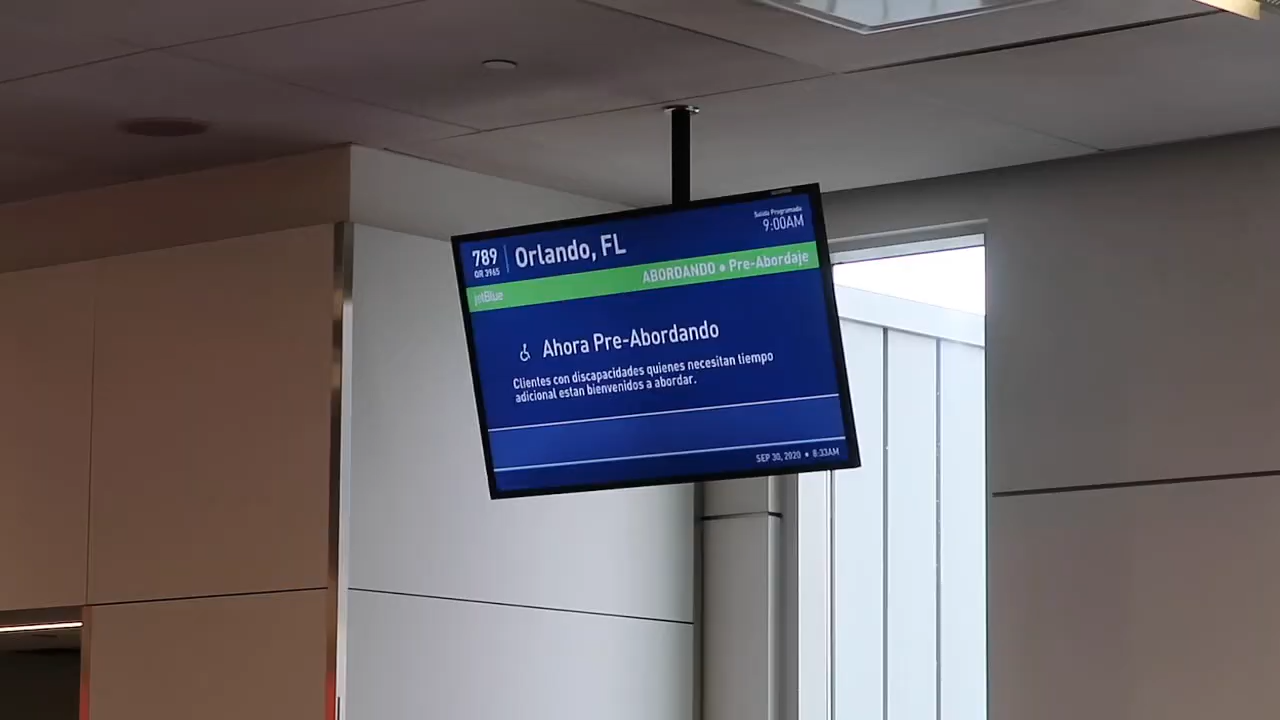 789
QR 3965
Orlando, FL
Salida Programada
9:00AM
jetBlue
ABORDANDO • Pre-Abordaje
Ahora Pre-Abordando
Clientes con discapacidades quienes necesitan tiempo
adicional estan bienvenidos a abordar.
SEP 30, 2020 • 8:33AM